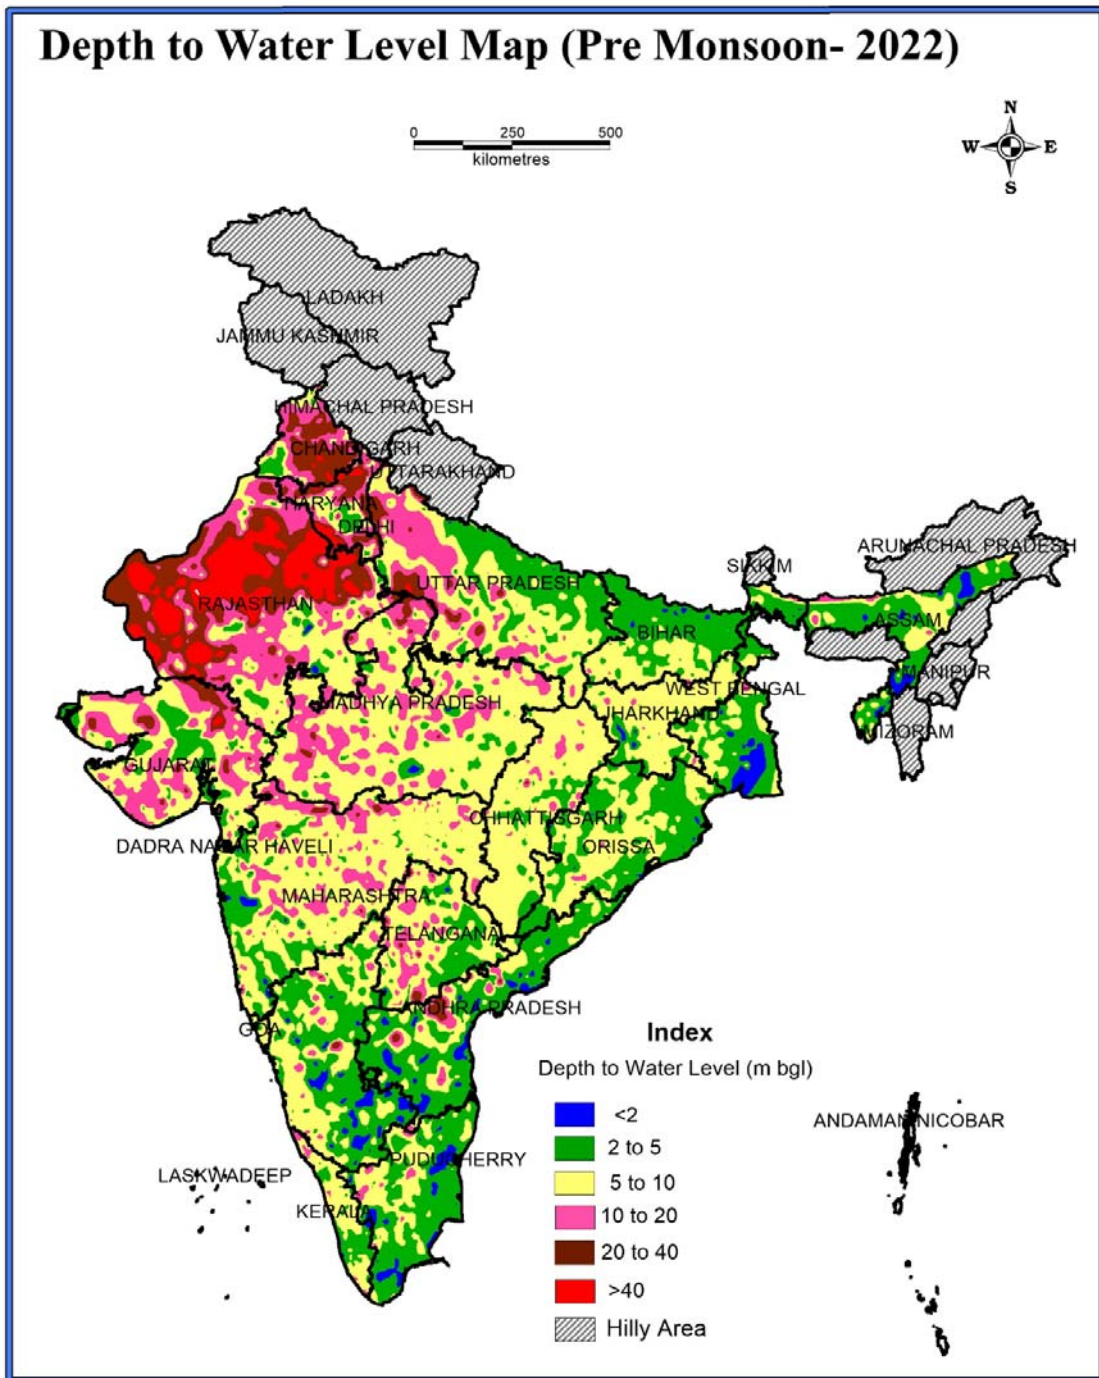 Depth to Water Level Map (Pre Monsoon- 2022)
0 250 500
kilometres
N
W E
S
LADAKH
JAMMU KASHMIR
HIMACHAL PRADESH
CHANDIGARH
UTTARAKHAND
HARYANA
DELHI
ARUNACHAL PRADESH
SIKKIM
UTTAR PRADESH
RAJASTHAN
ASSAM
BIHAR
MANIPUR
WEST BENGAL
MADHYA PRADESH
JHARKHAND
MIZORAM
GUJARAT
CHHATTISGARH
DADRA NAGAR HAVELI
ORISSA
MAHARASHTRA
TELANGANA
ANDHRA PRADESH
GOA
Index
Depth to Water Level (m bgl)
<2
2 to 5
5 to 10
10 to 20
20 to 40
>40
Hilly Area
ANDAMAN NICOBAR
PUDUCHERRY
LASKWADEEP
KERALA